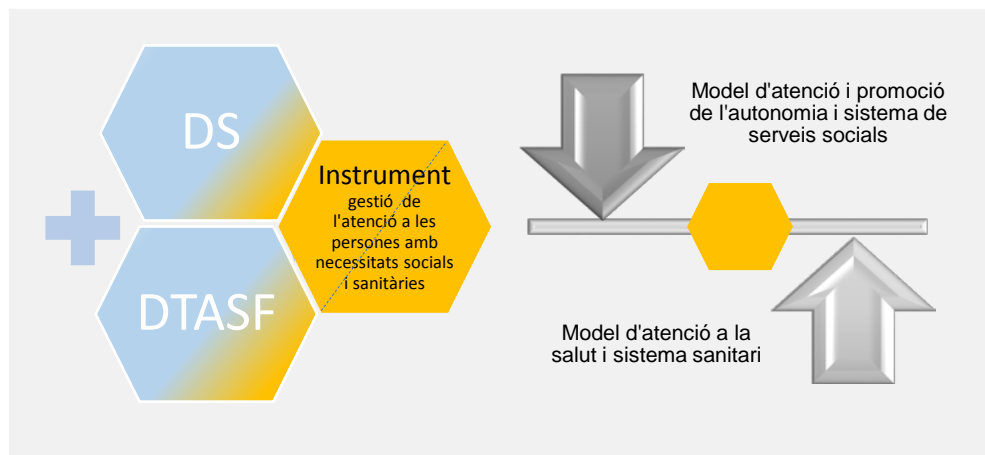 DS
DTASF
Instrument
gestió de
l'atenció a les
persones amb
necessitats socials
i sanitàries
Model d'atenció i promoció
de l'autonomia i sistema de
serveis socials
Model d'atenció a la
salut i sistema sanitari